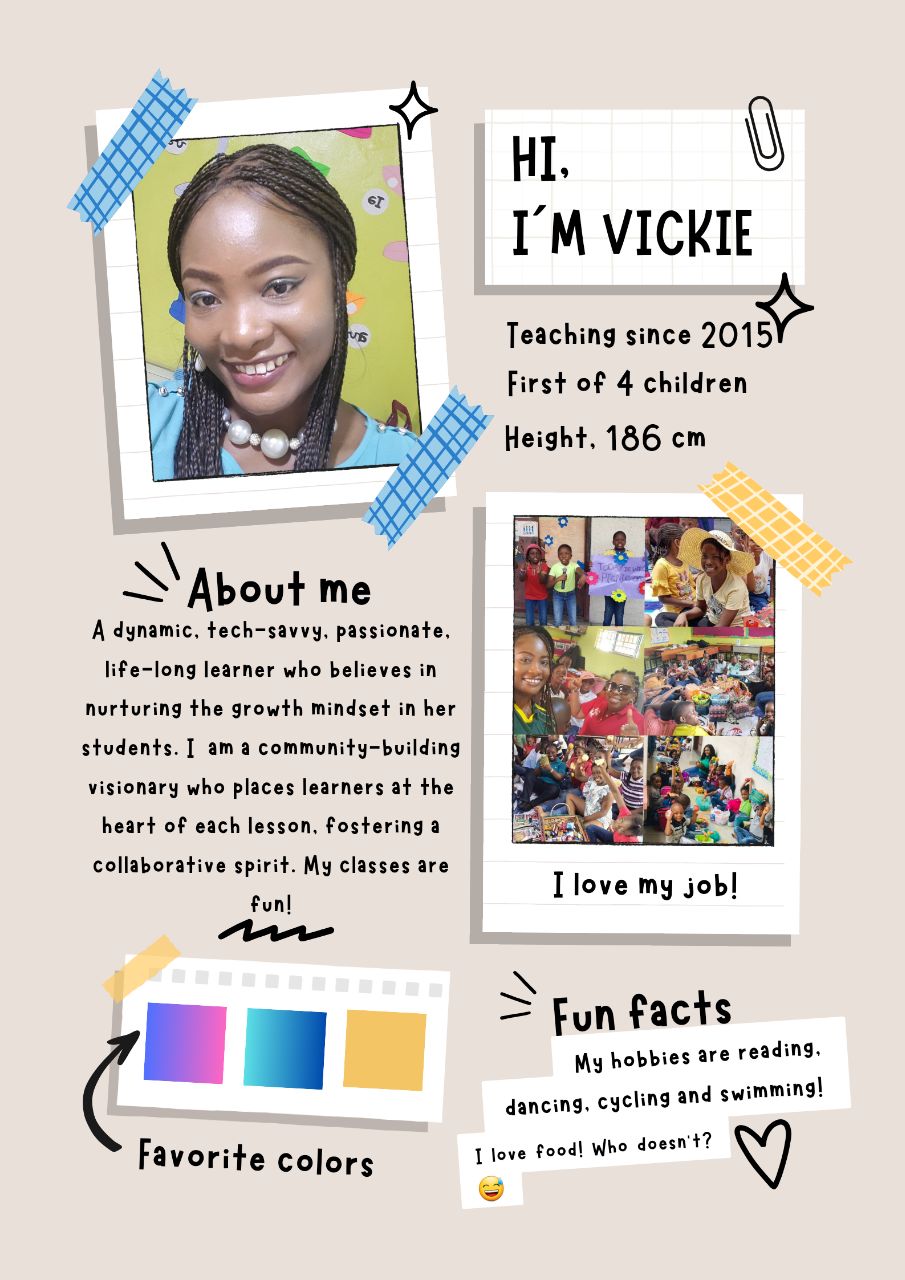 HI,
I´M VICKIE
Teaching since 2015
First of 4 children
Height, 186 cm
About me
A dynamic, tech-savvy, passionate,
life-long learner who believes in
nurturing the growth mindset in her
students. I am a community-building
visionary who places learners at the
heart of each lesson, fostering a
collaborative spirit. My classes are
fun!
I love my job!
Favorite colors
Fun facts
My hobbies are reading,
dancing, cycling and swimming!
I love food! Who doesn't?
😅